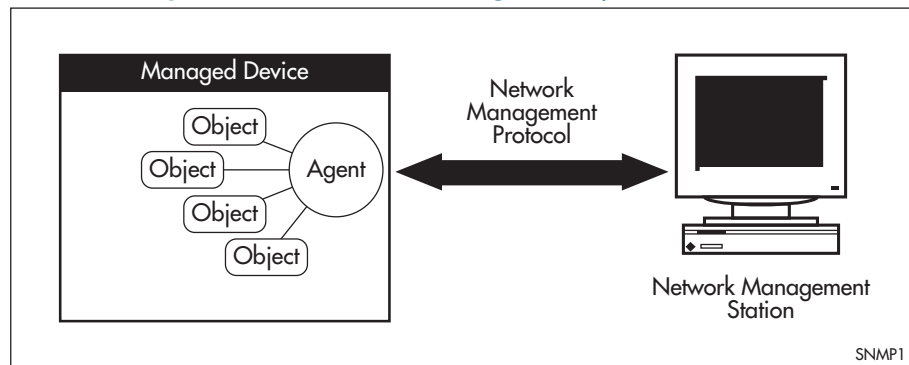 Managed Device
Object
Object
Object
Object
Agent
Network
Management
Protocol
Network Management
Station
SNMP1